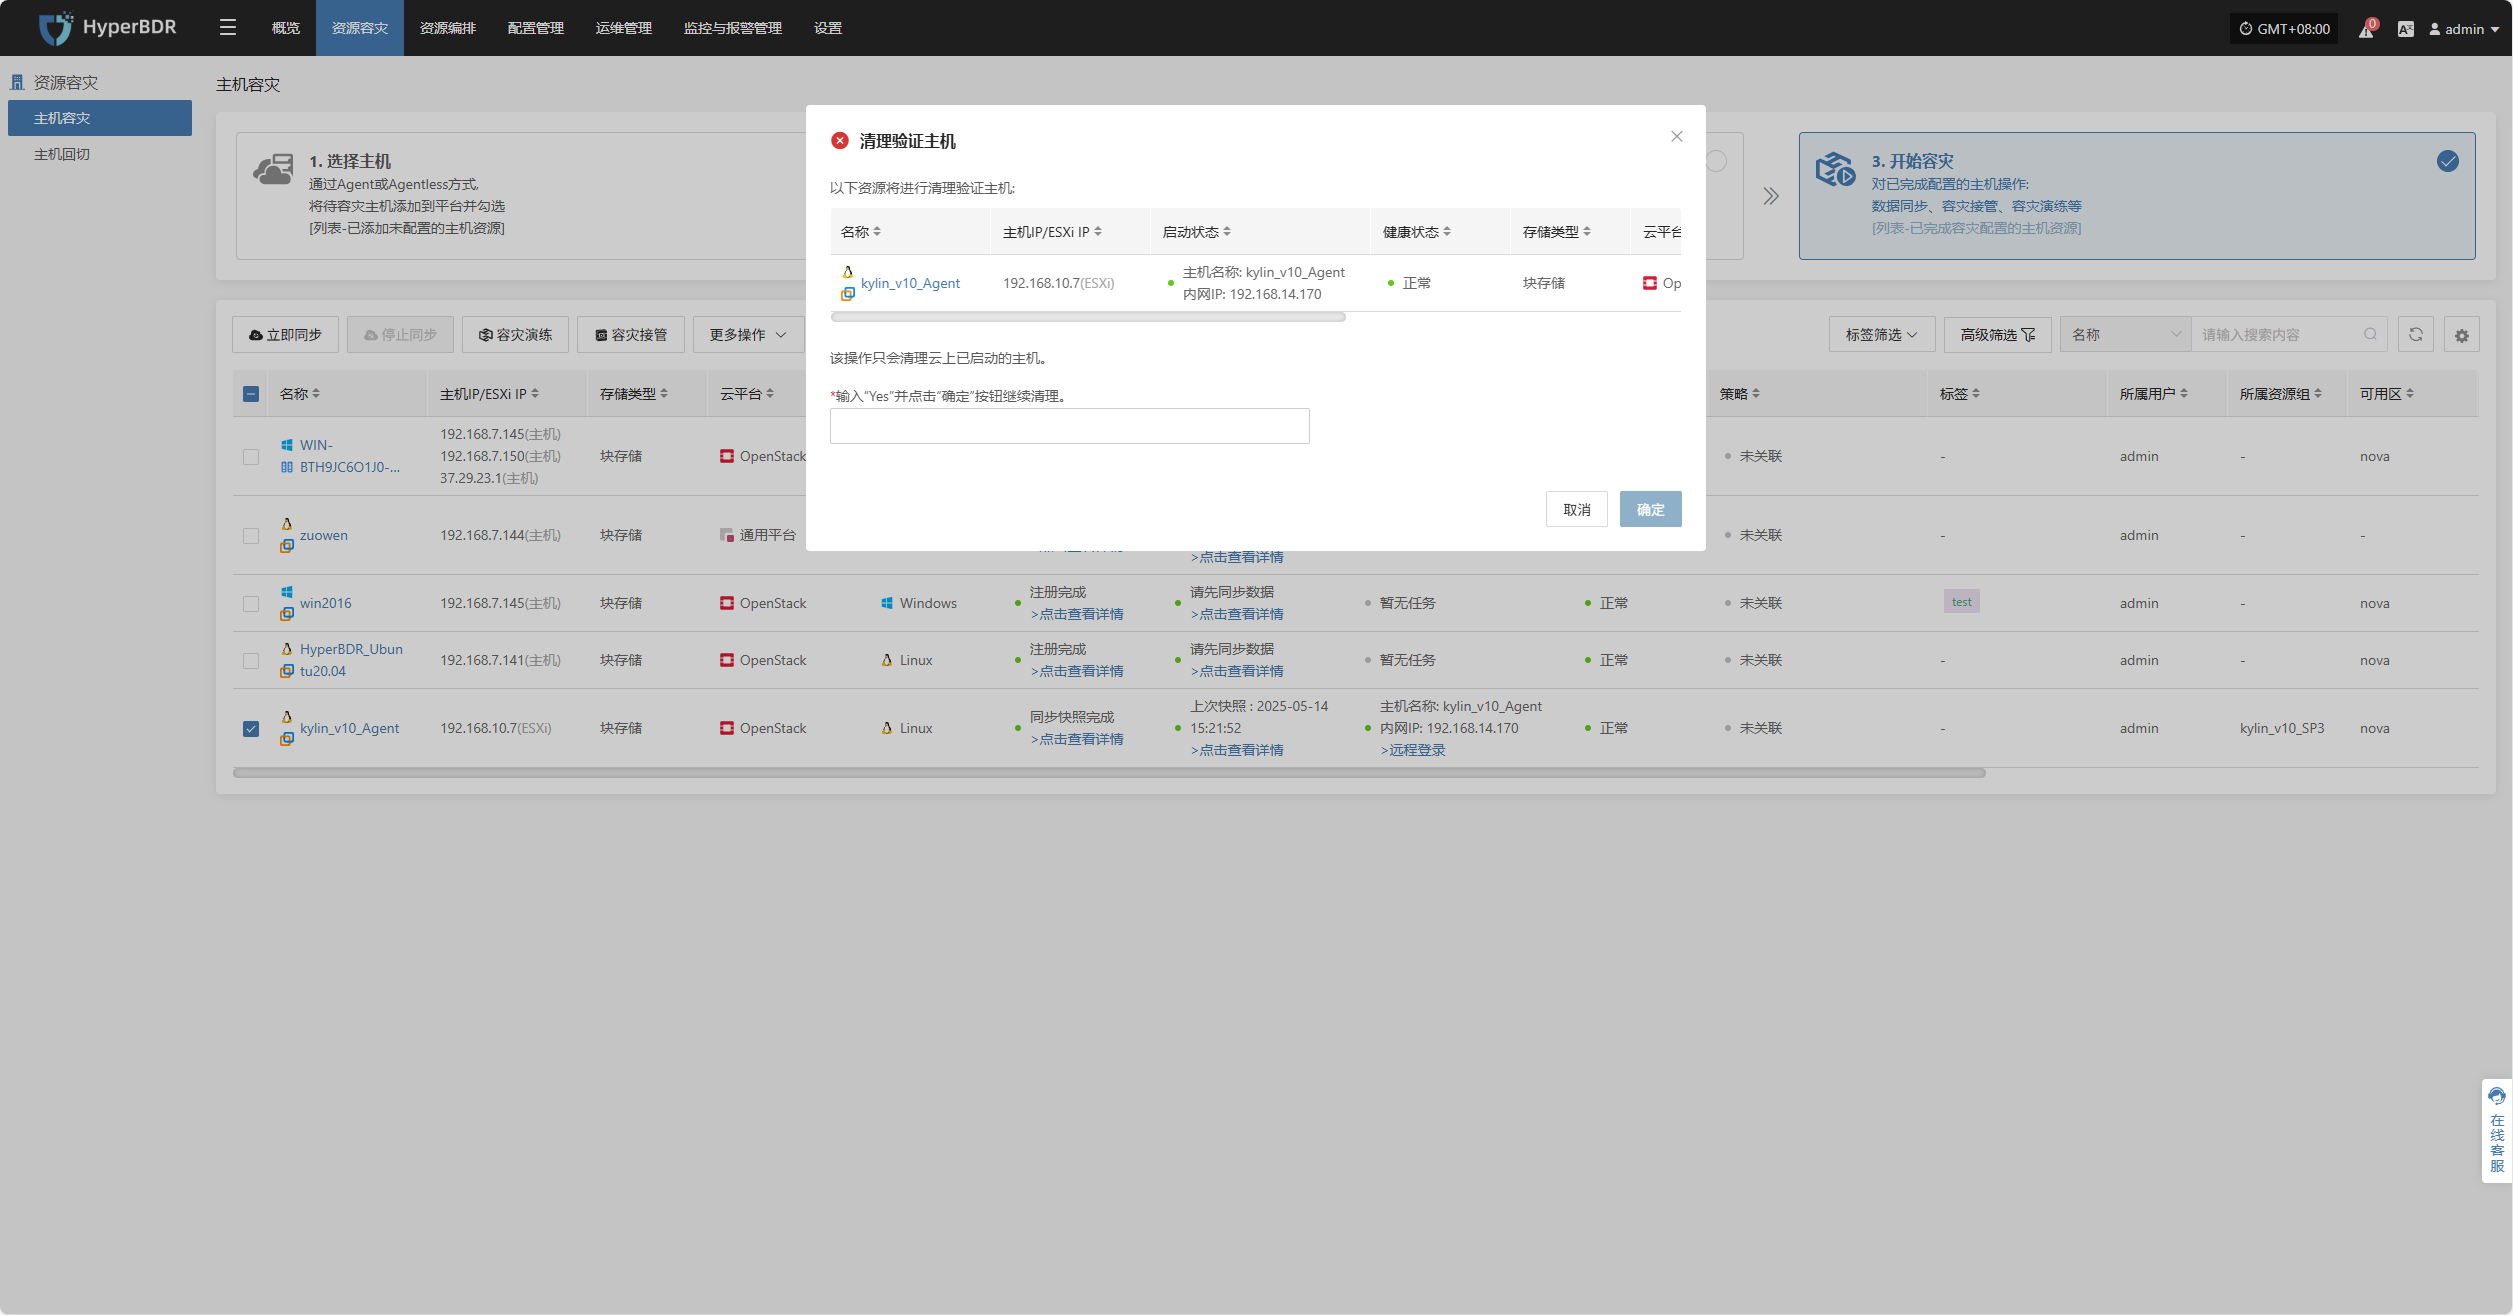 HyperBDR
概览
资源容灾
资源编排
配置管理
运维管理
监控与报警管理
设置
GMT+08:00
0
admin
资源容灾
主机容灾
主机回切
主机容灾
1. 选择主机
通过Agent或Agentless方式,
将待容灾主机添加到平台并勾选
[列表-已添加未配置的主机资源]
3. 开始容灾
对已完成配置的主机操作:
数据同步、容灾接管、容灾演练等
[列表-已完成容灾配置的主机资源]
立即同步
停止同步
容灾演练
容灾接管
更多操作
标签筛选
高级筛选
名称
请输入搜索内容
名称 主机IP/ESXi IP 存储类型 云平台 策略 标签 所属用户 所属资源组 可用区
WIN-
BTH9JC6O1J0-...
192.168.7.145(主机)
192.168.7.150(主机)
37.29.23.1(主机)
块存储
OpenStack
未关联
-
admin
-
nova
zuowen
192.168.7.144(主机)
块存储
通用平台
>点击查看详情
未关联
-
admin
-
-
win2016
192.168.7.145(主机)
块存储
OpenStack
Windows
注册完成
>点击查看详情
请先同步数据
>点击查看详情
暂无任务
正常
未关联
test
admin
-
nova
HyperBDR_Ubun
tu20.04
192.168.7.141(主机)
块存储
OpenStack
Linux
注册完成
>点击查看详情
请先同步数据
>点击查看详情
暂无任务
正常
未关联
-
admin
-
nova
kylin_v10_Agent
192.168.10.7(ESXi)
块存储
OpenStack
Linux
同步快照完成
>点击查看详情
上次快照 : 2025-05-14
15:21:52
>点击查看详情
主机名称: kylin_v10_Agent
内网IP: 192.168.14.170
>远程登录
正常
未关联
-
admin
kylin_v10_SP3
nova
清理验证主机
以下资源将进行清理验证主机:
名称 主机IP/ESXi IP 启动状态 健康状态 存储类型 云平台
kylin_v10_Agent
192.168.10.7(ESXi)
主机名称: kylin_v10_Agent
内网IP: 192.168.14.170
正常
块存储
Op
该操作只会清理云上已启动的主机。
*输入“Yes”并点击“确定”按钮继续清理。
取消
确定
在线客服